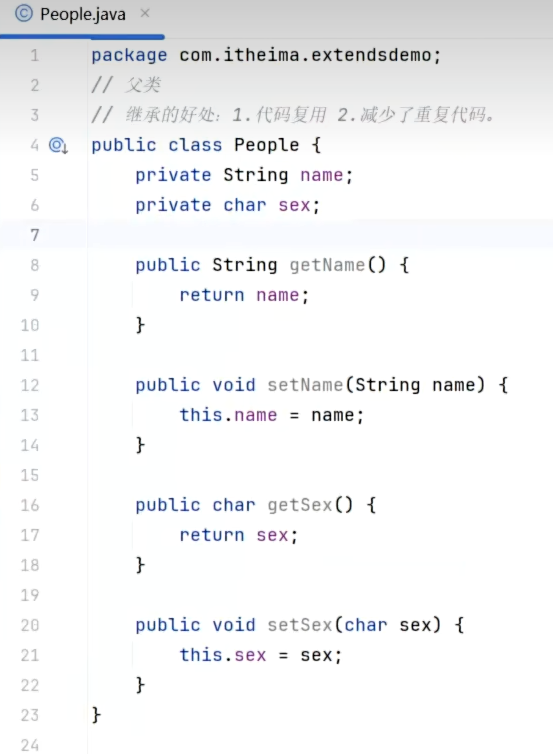 People.java
1 package com.itheima.extendsdemo;
2 // 父类
3 // 继承的好处：1.代码复用 2.减少了重复代码。
4 public class People {
5     private String name;
6     private char sex;
7
8     public String getName() {
9         return name;
10     }
11
12     public void setName(String name) {
13         this.name = name;
14     }
15
16     public char getSex() {
17         return sex;
18     }
19
20     public void setSex(char sex) {
21         this.sex = sex;
22     }
23 }
24